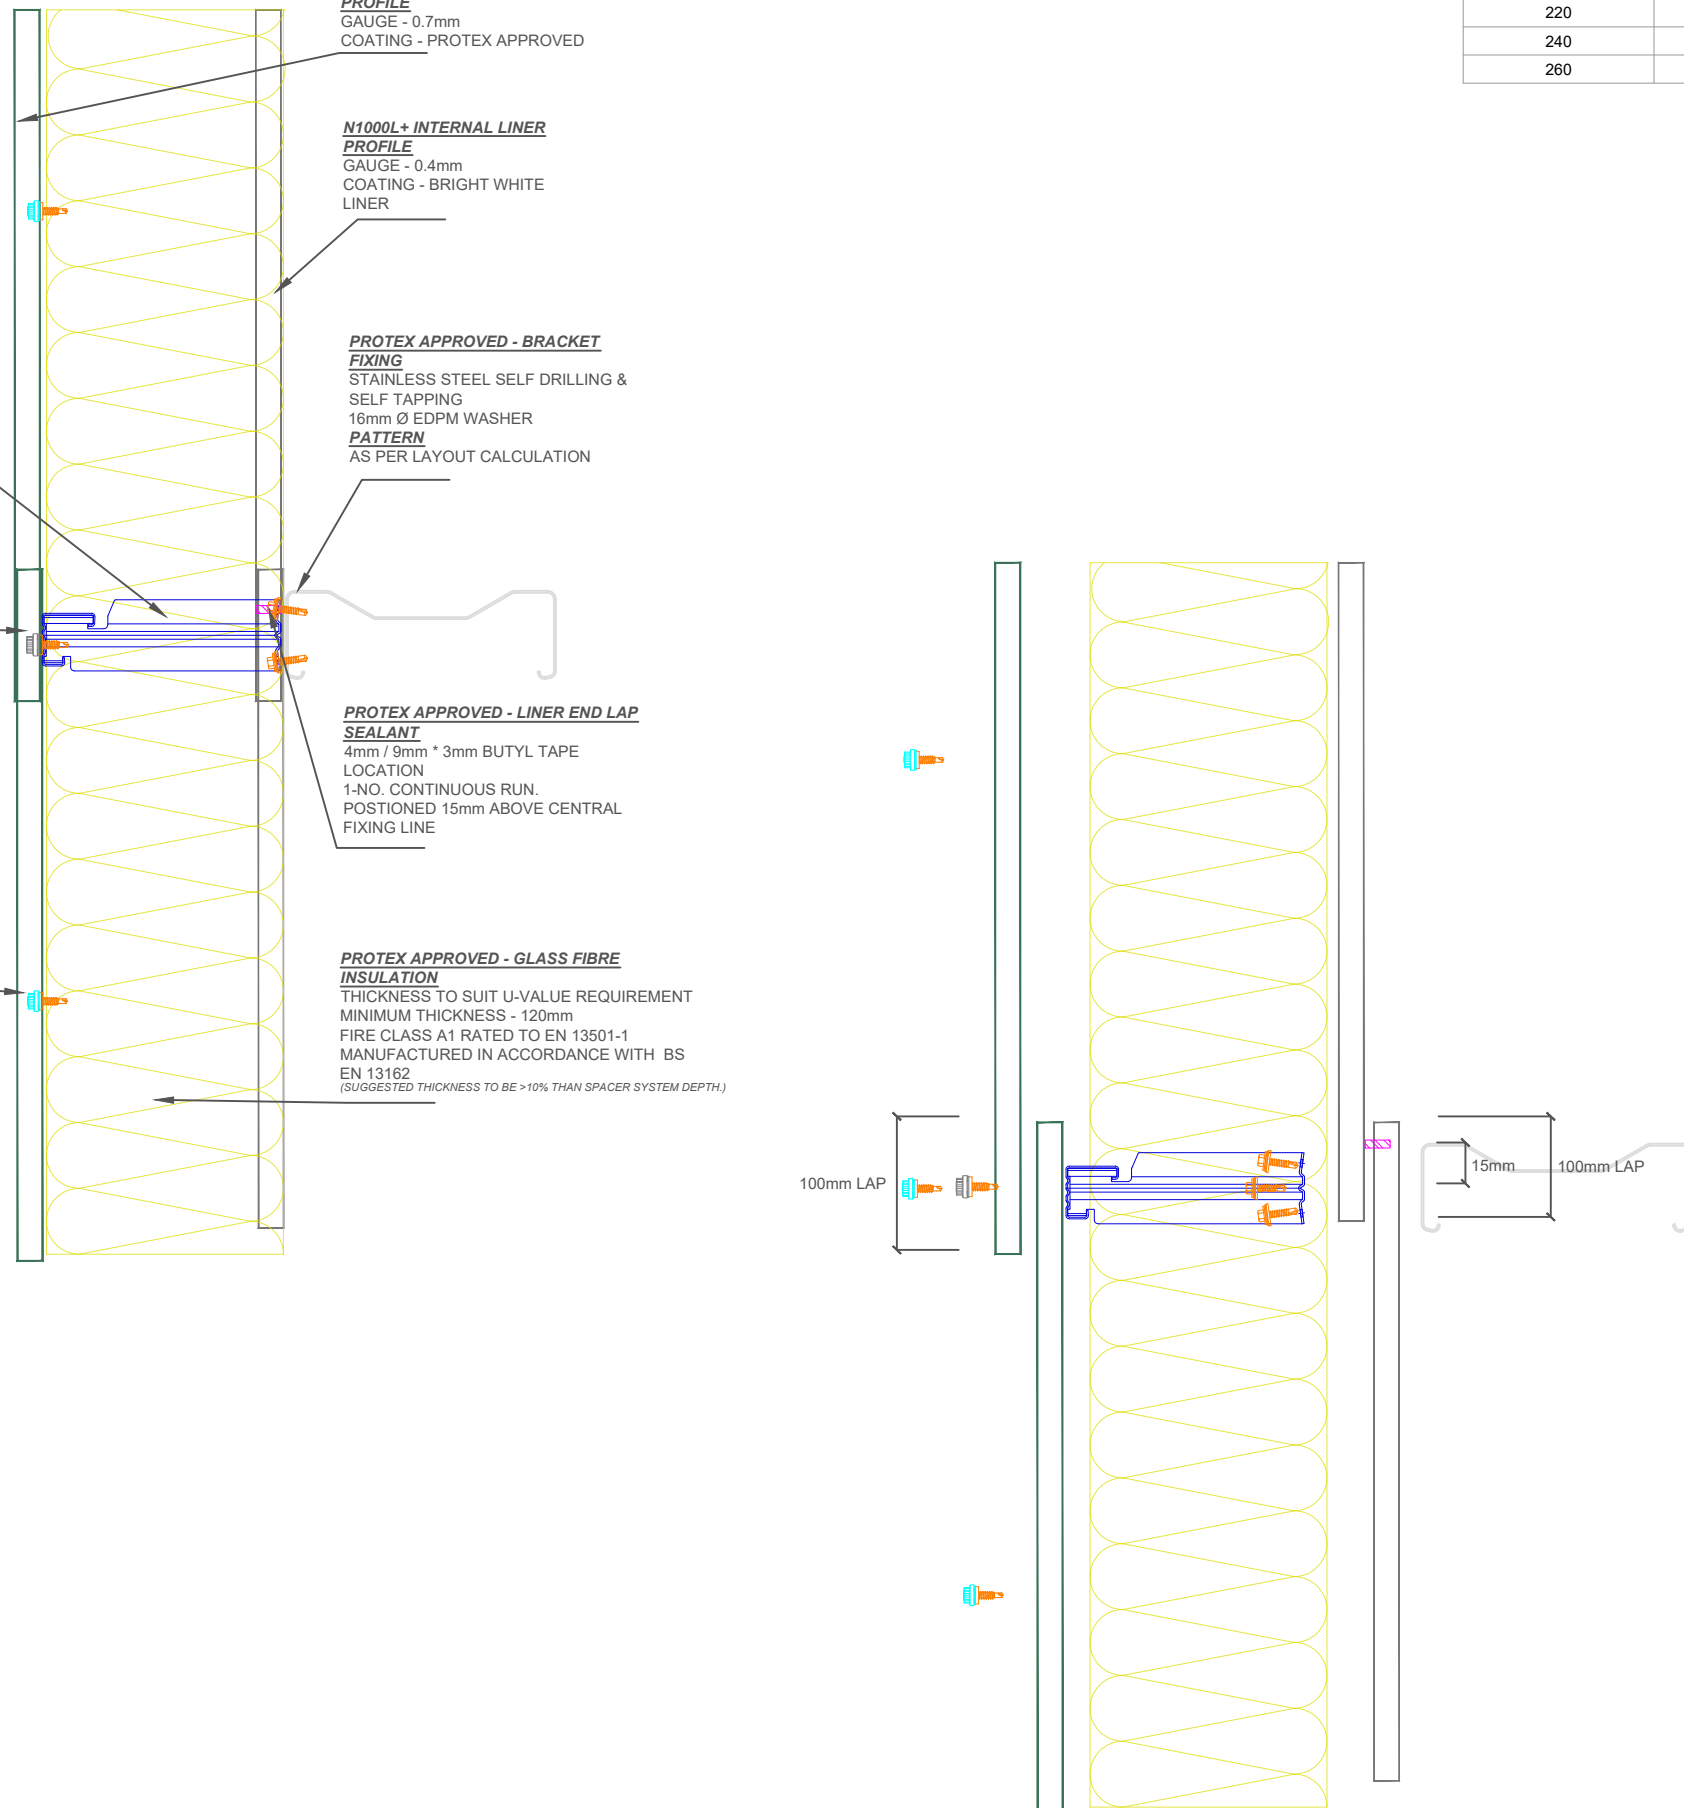 PROFILE
GAUGE - 0.7mm
COATING - PROTEX APPROVED
220
240
260
N1000L+ INTERNAL LINER
PROFILE
GAUGE - 0.4mm
COATING - BRIGHT WHITE
LINER
PROTEX APPROVED - BRACKET
FIXING
STAINLESS STEEL SELF DRILLING &
SELF TAPPING
16mm Ø EDPM WASHER
PATTERN
AS PER LAYOUT CALCULATION
PROTEX APPROVED - LINER END LAP
SEALANT
4mm / 9mm * 3mm BUTYL TAPE
LOCATION
1-NO. CONTINUOUS RUN.
POSTIONED 15mm ABOVE CENTRAL
FIXING LINE
PROTEX APPROVED - GLASS FIBRE
INSULATION
THICKNESS TO SUIT U-VALUE REQUIREMENT
MINIMUM THICKNESS - 120mm
FIRE CLASS A1 RATED TO EN 13501-1
MANUFACTURED IN ACCORDANCE WITH BS
EN 13162
(SUGGESTED THICKNESS TO BE >10% THAN SPACER SYSTEM DEPTH.)
100mm LAP
15mm
100mm LAP